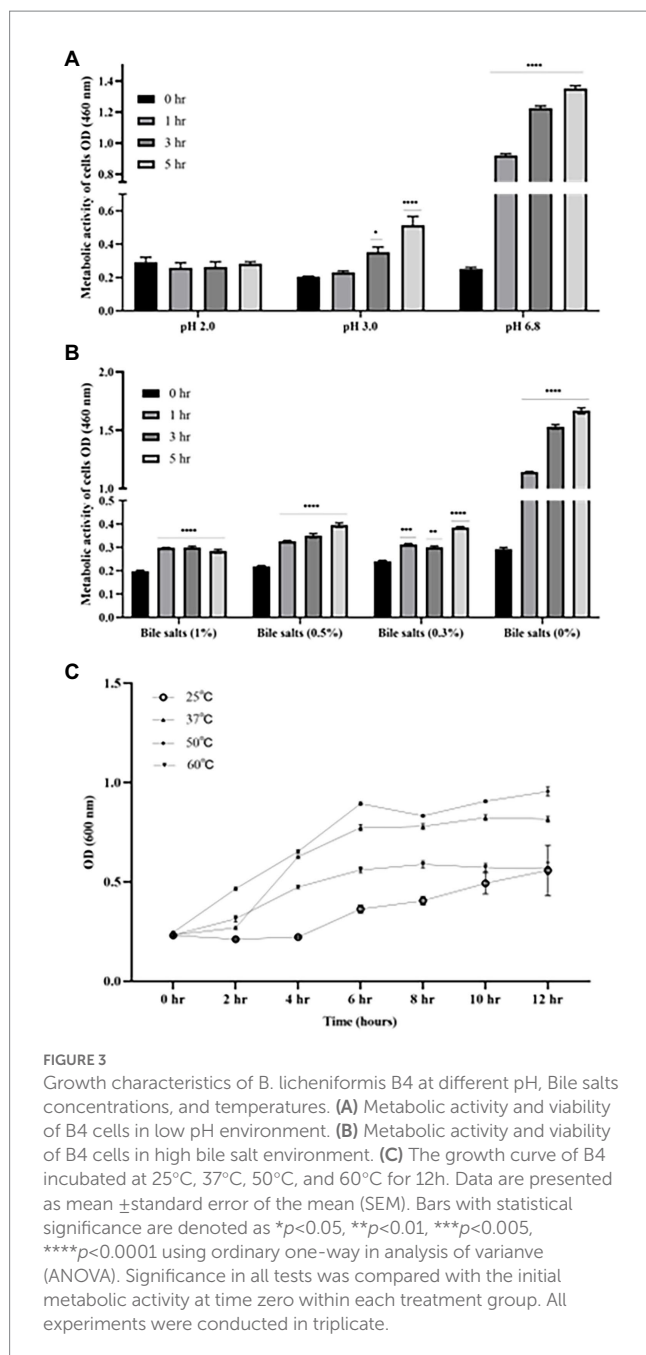 A
Metabolic activity of cells OD (460 nm)
1.4
1.2
1.0
0.8
0.6
0.4
0.2
0.0
0 hr
1 hr
3 hr
5 hr
*
****
****
pH 2.0
pH 3.0
pH 6.8
B
Metabolic activity of cells OD (460 nm)
2.0
1.5
1.0
0.5
0.4
0.3
0.2
0.1
0.0
0 hr
1 hr
3 hr
5 hr
****
****
***
**
****
****
Bile salts (1%)
Bile salts (0.5%)
Bile salts (0.3%)
Bile salts (0%)
C
OD (600 nm)
1.5
1.0
0.5
0.0
25°C
37°C
50°C
60°C
0 hr
2 hr
4 hr
6 hr
8 hr
10 hr
12 hr
Time (hours)
FIGURE 3
Growth characteristics of B. licheniformis B4 at different pH, Bile salts
concentrations, and temperatures. (A) Metabolic activity and viability
of B4 cells in low pH environment. (B) Metabolic activity and viability
of B4 cells in high bile salt environment. (C) The growth curve of B4
incubated at 25°C, 37°C, 50°C, and 60°C for 12h. Data are presented
as mean ±standard error of the mean (SEM). Bars with statistical
significance are denoted as *p<0.05, **p<0.01, ***p<0.005,
****p<0.0001 using ordinary one-way in analysis of varianve
(ANOVA). Significance in all tests was compared with the initial
metabolic activity at time zero within each treatment group. All
experiments were conducted in triplicate.